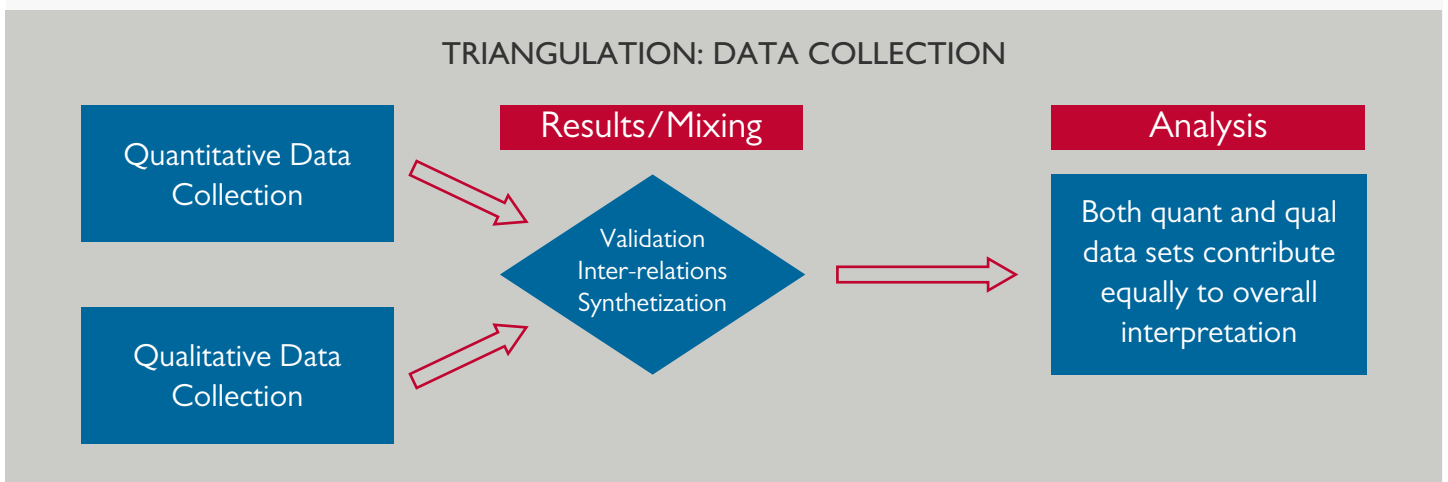 TRIANGULATION: DATA COLLECTION
Quantitative Data
Collection
Qualitative Data
Collection
Results/Mixing
Validation
Inter-relations
Synthetization
Analysis
Both quant and qual
data sets contribute
equally to overall
interpretation